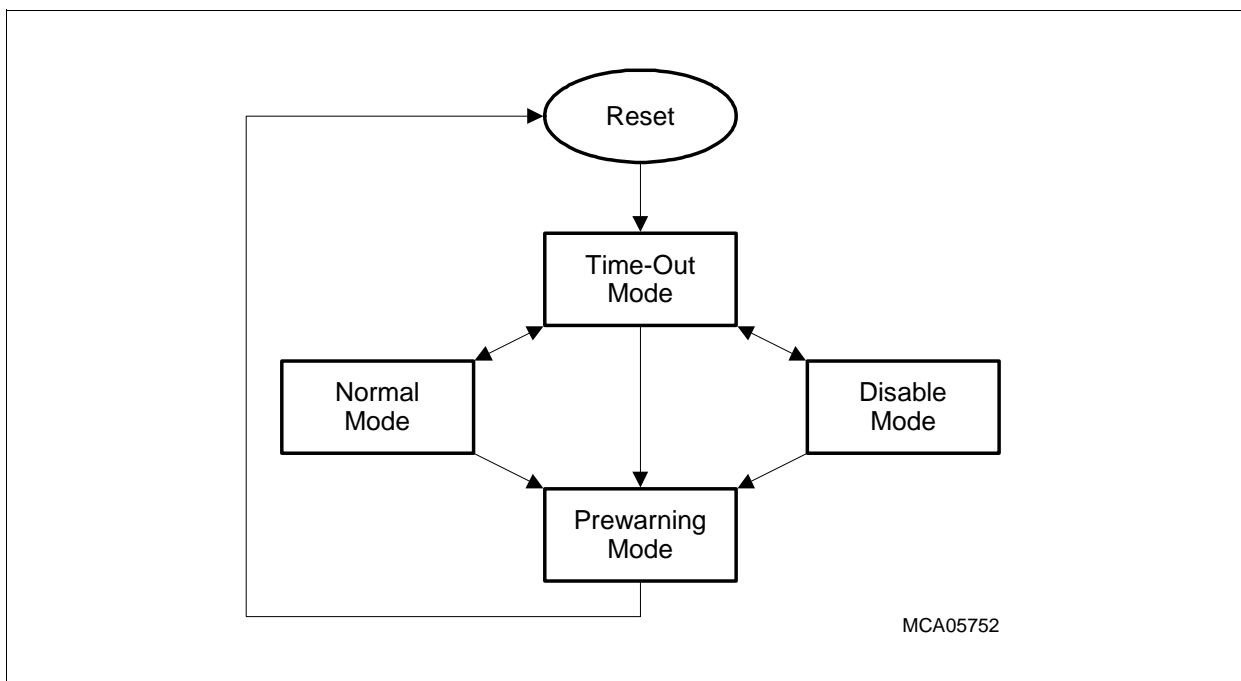 Reset
Time-Out
Mode
Normal
Mode
Disable
Mode
Prewarning
Mode
MCA05752